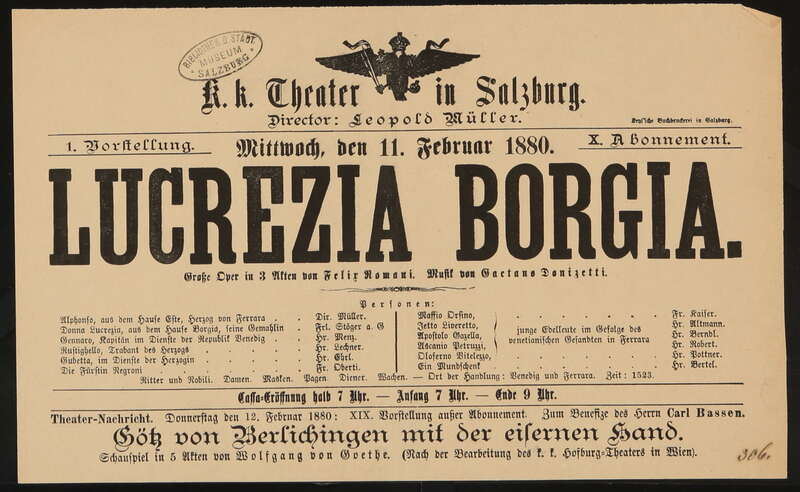 BIBLIOTHEK D. STÄDT.
MUSEUM
SALZBURG
K. k. Theater in Salzburg.
Director: Leopold Müller.
Zeyl'sche Buchdruckerei in Salzburg.
1. Vorstellung.
Mittwoch, den 11. Februar 1880.
X. Abonnement.
LUCREZIA BORGIA.
Große Oper in 3 Akten von Felix Romani. Musik von Gaetano Donizetti.
Personen:
Alphonso, aus dem Hause Este, Herzog von Ferrara . . Dir. Müller.
Donna Lucrezia, aus dem Hause Borgia, seine Gemahlin . Frl. Stöger a. G
Gennaro, Kapitän im Dienste der Republik Venedig . . Hr. Menz.
Rustighello, Trabant des Herzogs . . . . Hr. Lechner.
Gubetta, im Dienste der Herzogin . . . . Hr. Ehrl.
Die Fürstin Negroni . . . . . Fr. Oberti.
Maffio Orsino, . . . . . . Fr. Kaiser.
Jetto Liveretto, Hr. Altmann.
Apostolo Gazella, junge Edelleute im Gefolge des Hr. Berndl.
Ascanio Petruzzi, venetianischen Gesandten in Ferrara Hr. Robert.
Oloferno Vitelezzo, Hr. Pottner.
Ein Mundschenk . . . . . . Hr. Bertel.
Ritter und Nobili. Damen. Masken. Pagen. Diener. Wachen. — Ort der Handlung: Venedig und Ferrara. Zeit: 1523.
Cassa-Eröffnung halb 7 Uhr. — Anfang 7 Uhr. — Ende 9 Uhr.
Theater-Nachricht. Donnerstag den 12. Februar 1880: XIX. Vorstellung außer Abonnement. Zum Benefize des Herrn Carl Bassen.
Götz von Berlichingen mit der eisernen Hand.
Schauspiel in 5 Akten von Wolfgang von Goethe. (Nach der Bearbeitung des k. k. Hofburg-Theaters in Wien).
306.